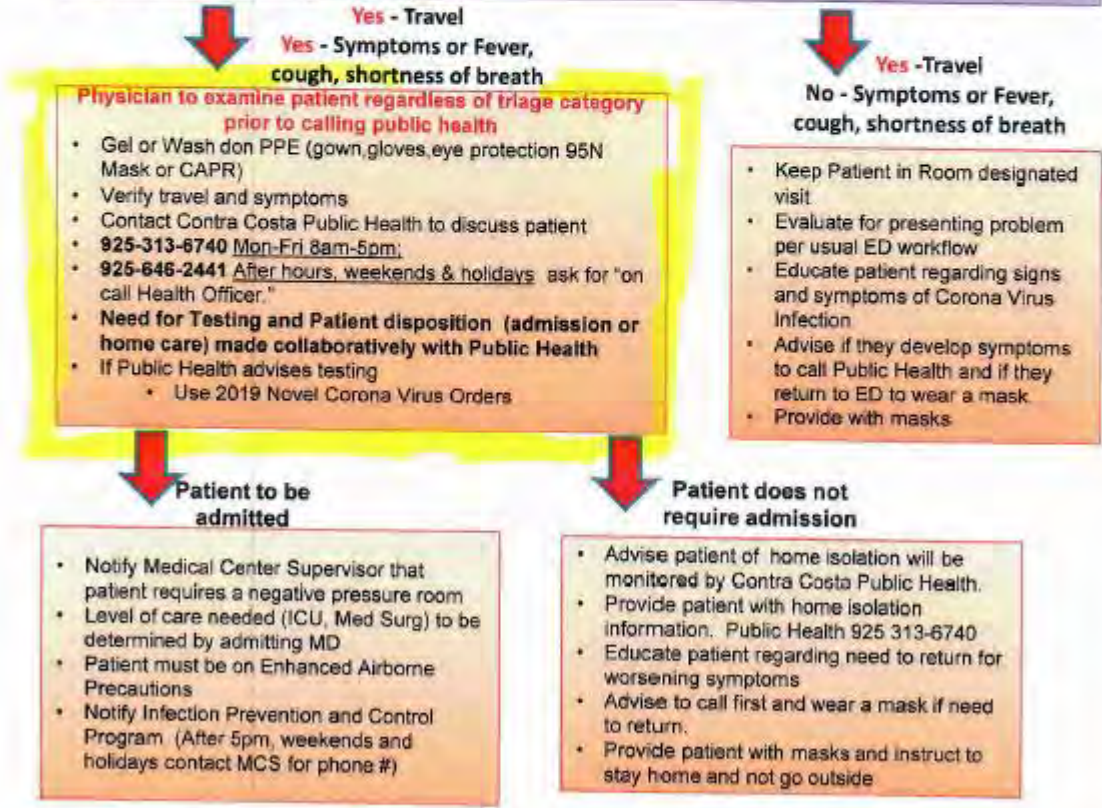 Yes - Travel
Yes - Symptoms or Fever,
cough, shortness of breath
Physician to examine patient regardless of triage category
prior to calling public health
• Gel or Wash don PPE (gown,gloves,eye protection 95N
Mask or CAPR)
• Verify travel and symptoms
• Contact Contra Costa Public Health to discuss patient
• 925-313-6740 Mon-Fri 8am-5pm;
• 925-646-2441 After hours, weekends & holidays ask for "on
call Health Officer."
• Need for Testing and Patient disposition (admission or
home care) made collaboratively with Public Health
• If Public Health advises testing
• Use 2019 Novel Corona Virus Orders
Yes -Travel
No - Symptoms or Fever,
cough, shortness of breath
• Keep Patient in Room designated
visit
• Evaluate for presenting problem
per usual ED workflow
• Educate patient regarding signs
and symptoms of Corona Virus
Infection
• Advise if they develop symptoms
to call Public Health and if they
return to ED to wear a mask
• Provide with masks
Patient to be
admitted
• Notify Medical Center Supervisor that
patient requires a negative pressure room
• Level of care needed (ICU, Med Surg) to be
determined by admitting MD
• Patient must be on Enhanced Airborne
Precautions
• Notify Infection Prevention and Control
Program (After 5pm, weekends and
holidays contact MCS for phone #)
Patient does not
require admission
• Advise patient of home isolation will be
monitored by Contra Costa Public Health.
• Provide patient with home isolation
information. Public Health 925 313-6740
• Educate patient regarding need to return for
worsening symptoms
• Advise to call first and wear a mask if need
to return.
• Provide patient with masks and instruct to
stay home and not go outside